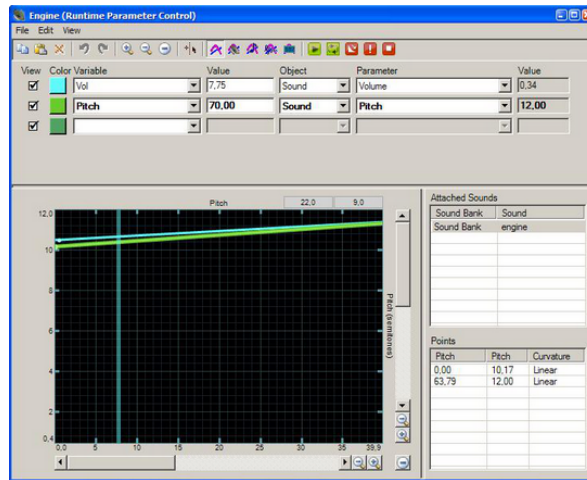 Engine (Runtime Parameter Control)
File Edit View
View Color Variable Value Object Parameter Value
Vol 7,75 Sound Volume 0,34
Pitch 70,00 Sound Pitch 12,00
Pitch 22,0 9,0
12,0
10
8
6
4
2
0,4
0,0 5 10 15 20 25 30 35 39,9
Pitch (semitones)
Attached Sounds
Sound Bank Sound
Sound Bank engine
Points
Pitch Pitch Curvature
0,00 10,17 Linear
63,79 12,00 Linear